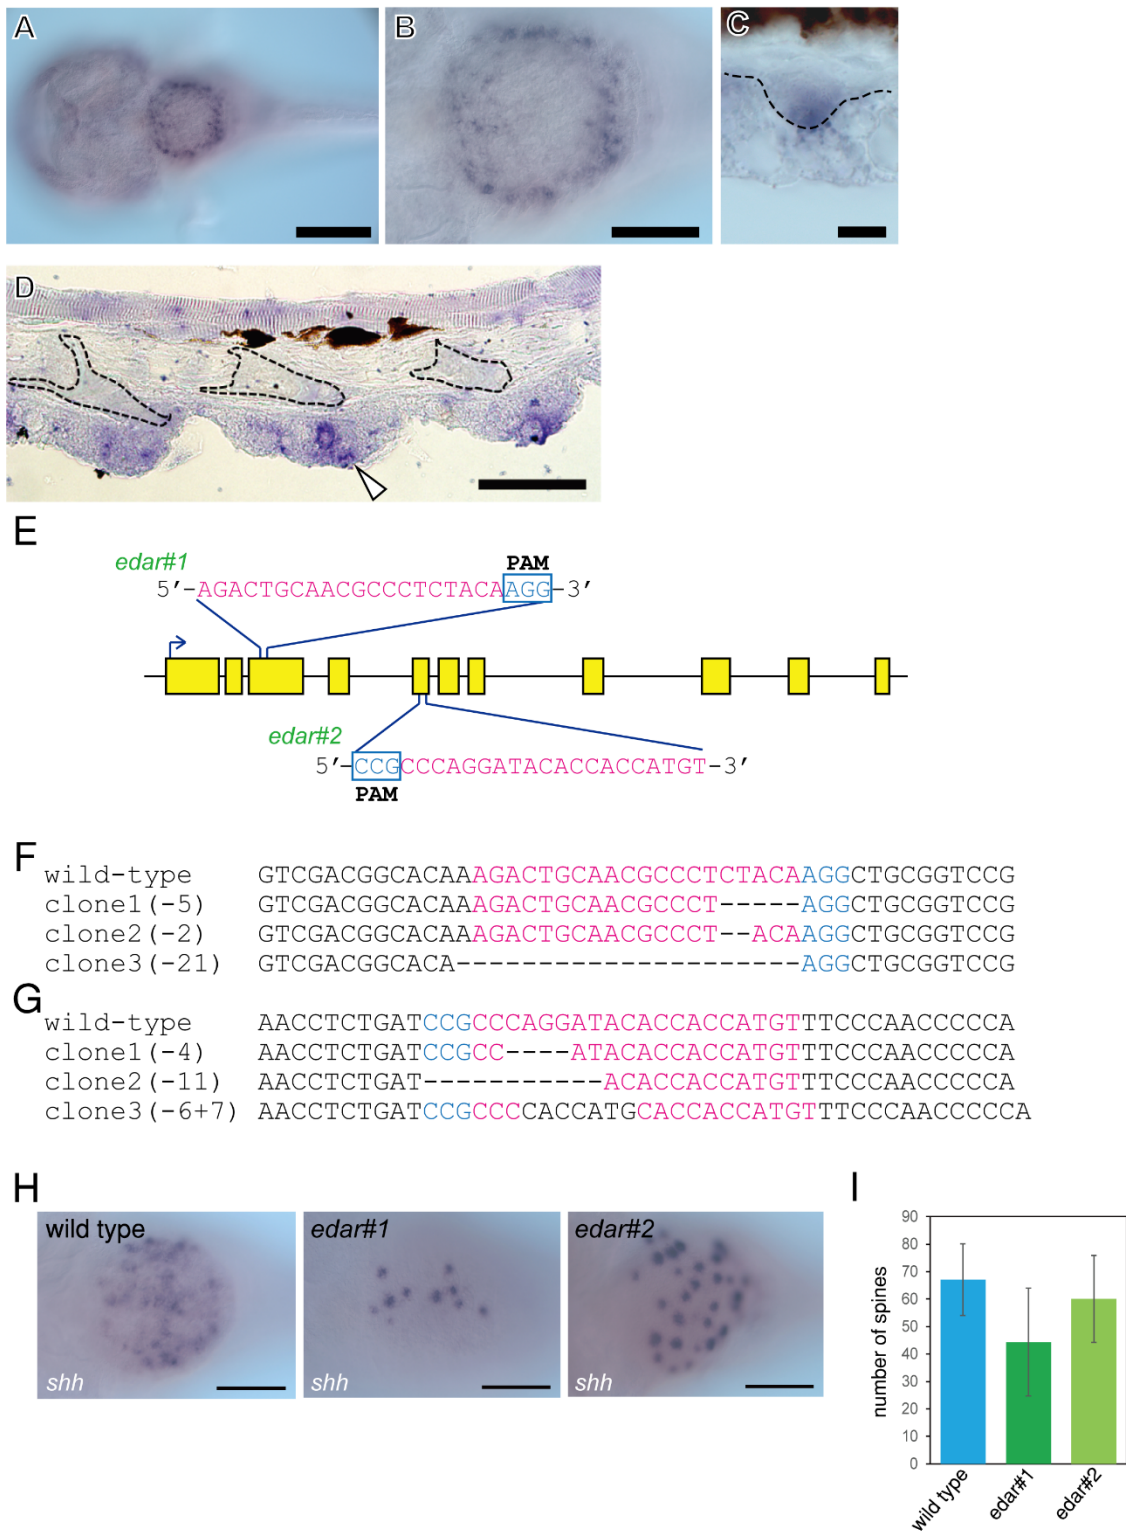 A
B
C
D
E
edar#1
PAM
5’-AGACTGCAACGCCCTCTACAAGG-3’
edar#2
5’-CCGCCCAGGATACACCACCATGT-3’
PAM
F
wild-type GTCGACGGCACAAAGACTGCAACGCCCTCTACAAGGCTGCGGTCCG
clone1(-5) GTCGACGGCACAAAGACTGCAACGCCCT-----AGGCTGCGGTCCG
clone2(-2) GTCGACGGCACAAAGACTGCAACGCCCT--ACAAGGCTGCGGTCCG
clone3(-21) GTCGACGGCACA---------------------AGGCTGCGGTCCG
G
wild-type AACCTCTGATCCGCCCAGGATACACCACCATGTTTCCCAACCCCCA
clone1(-4) AACCTCTGATCCGCC----ATACACCACCATGTTTCCCAACCCCCA
clone2(-11) AACCTCTGAT-----------ACACCACCATGTTTCCCAACCCCCA
clone3(-6+7) AACCTCTGATCCGCCCCACCATGCACCACCATGTTTCCCAACCCCCA
H
wild type
shh
edar#1
shh
edar#2
shh
I
number of spines
90
80
70
60
50
40
30
20
10
0
wild type
edar#1
edar#2